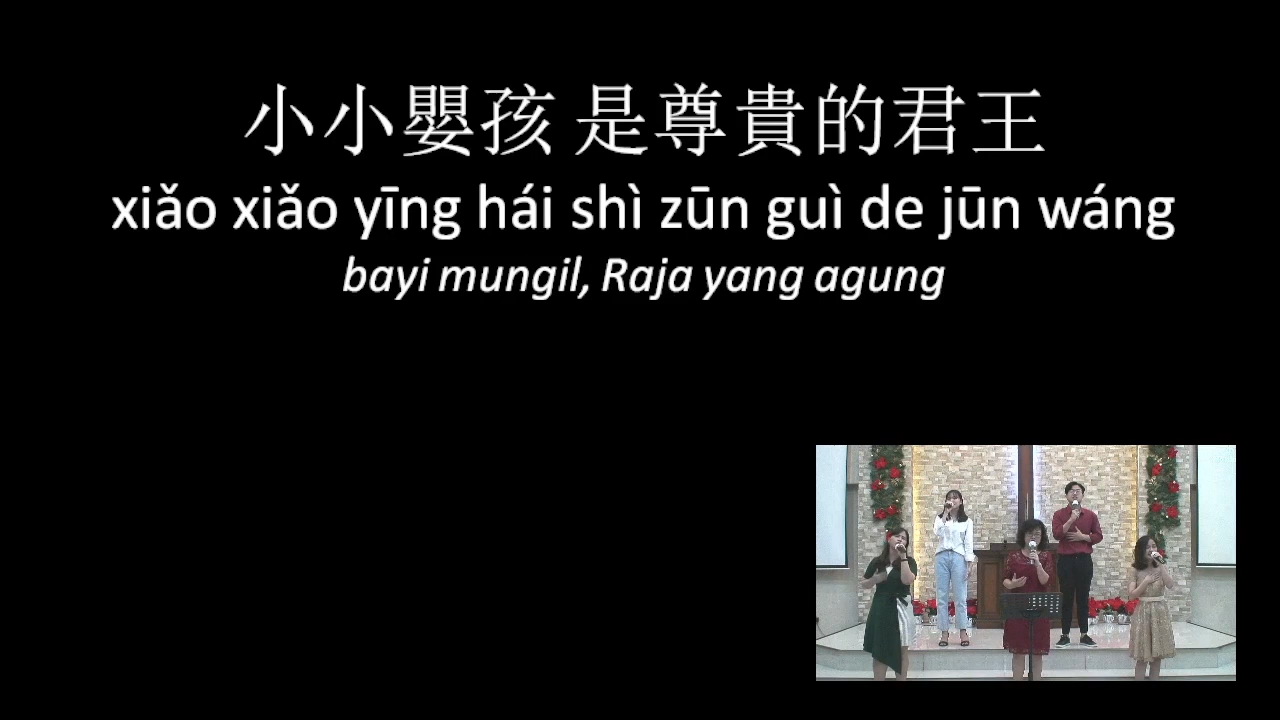 小小嬰孩 是尊貴的君王
xiǎo xiǎo yīng hái shì zūn guì de jūn wáng
bayi mungil, Raja yang agung